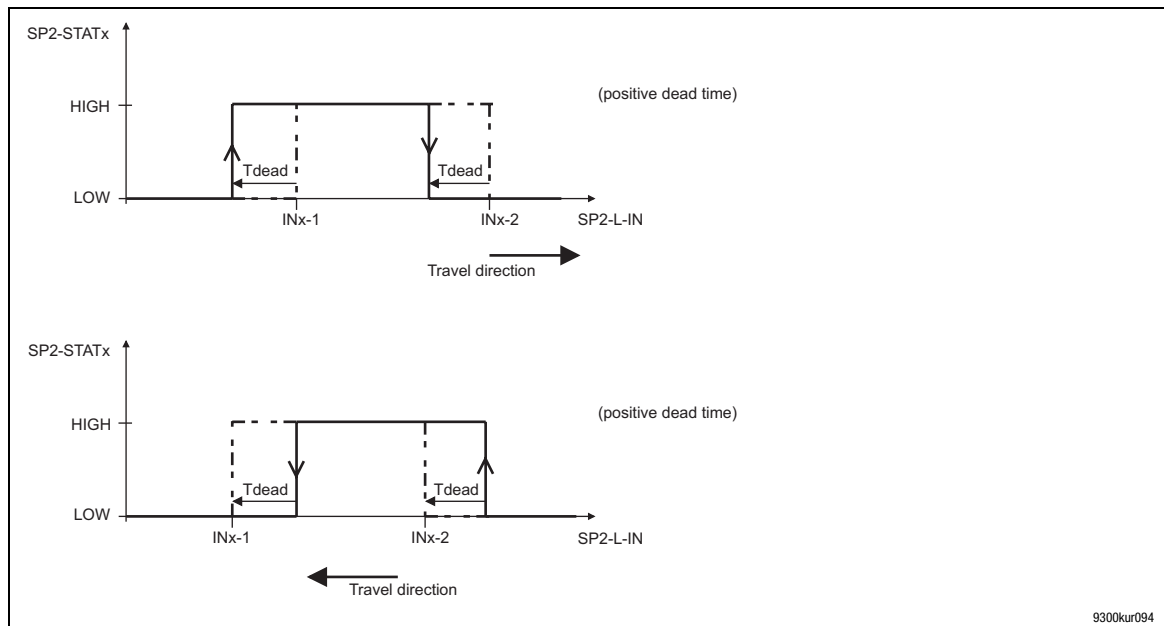 SP2-STATx
HIGH
(positive dead time)
Tdead
Tdead
LOW
INx-1
INx-2
SP2-L-IN
Travel direction
SP2-STATx
HIGH
(positive dead time)
Tdead
Tdead
LOW
INx-1
INx-2
SP2-L-IN
Travel direction
9300kur094